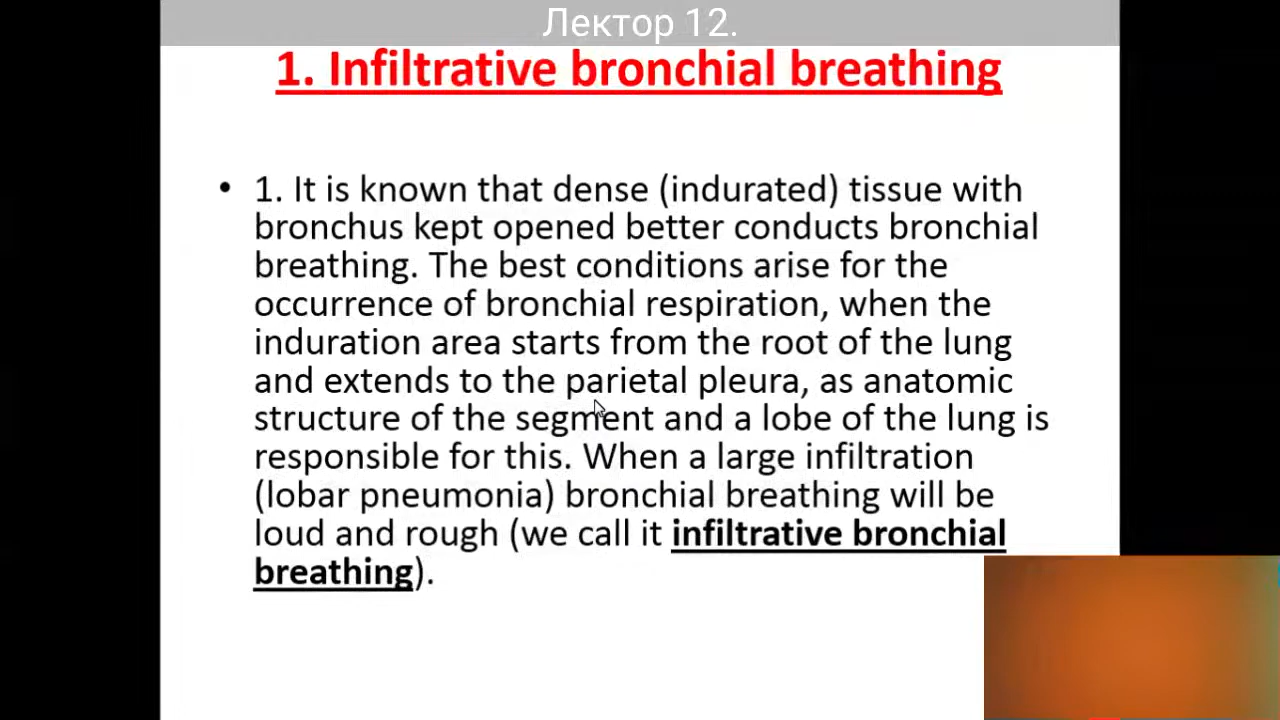 Лектор 12.
1. Infiltrative bronchial breathing
• 1. It is known that dense (indurated) tissue with
bronchus kept opened better conducts bronchial
breathing. The best conditions arise for the
occurrence of bronchial respiration, when the
induration area starts from the root of the lung
and extends to the parietal pleura, as anatomic
structure of the segment and a lobe of the lung is
responsible for this. When a large infiltration
(lobar pneumonia) bronchial breathing will be
loud and rough (we call it infiltrative bronchial
breathing).